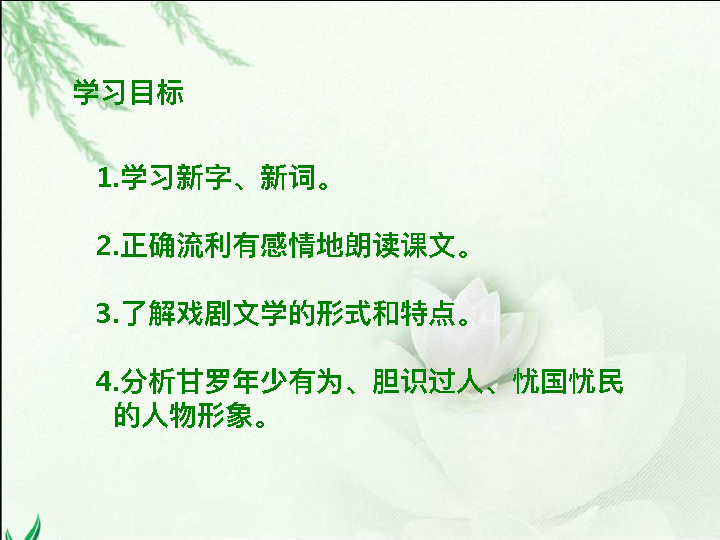 学习目标
1.学习新字、新词。
2.正确流利有感情地朗读课文。
3.了解戏剧文学的形式和特点。
4.分析甘罗年少有为、胆识过人、忧国忧民
的人物形象。